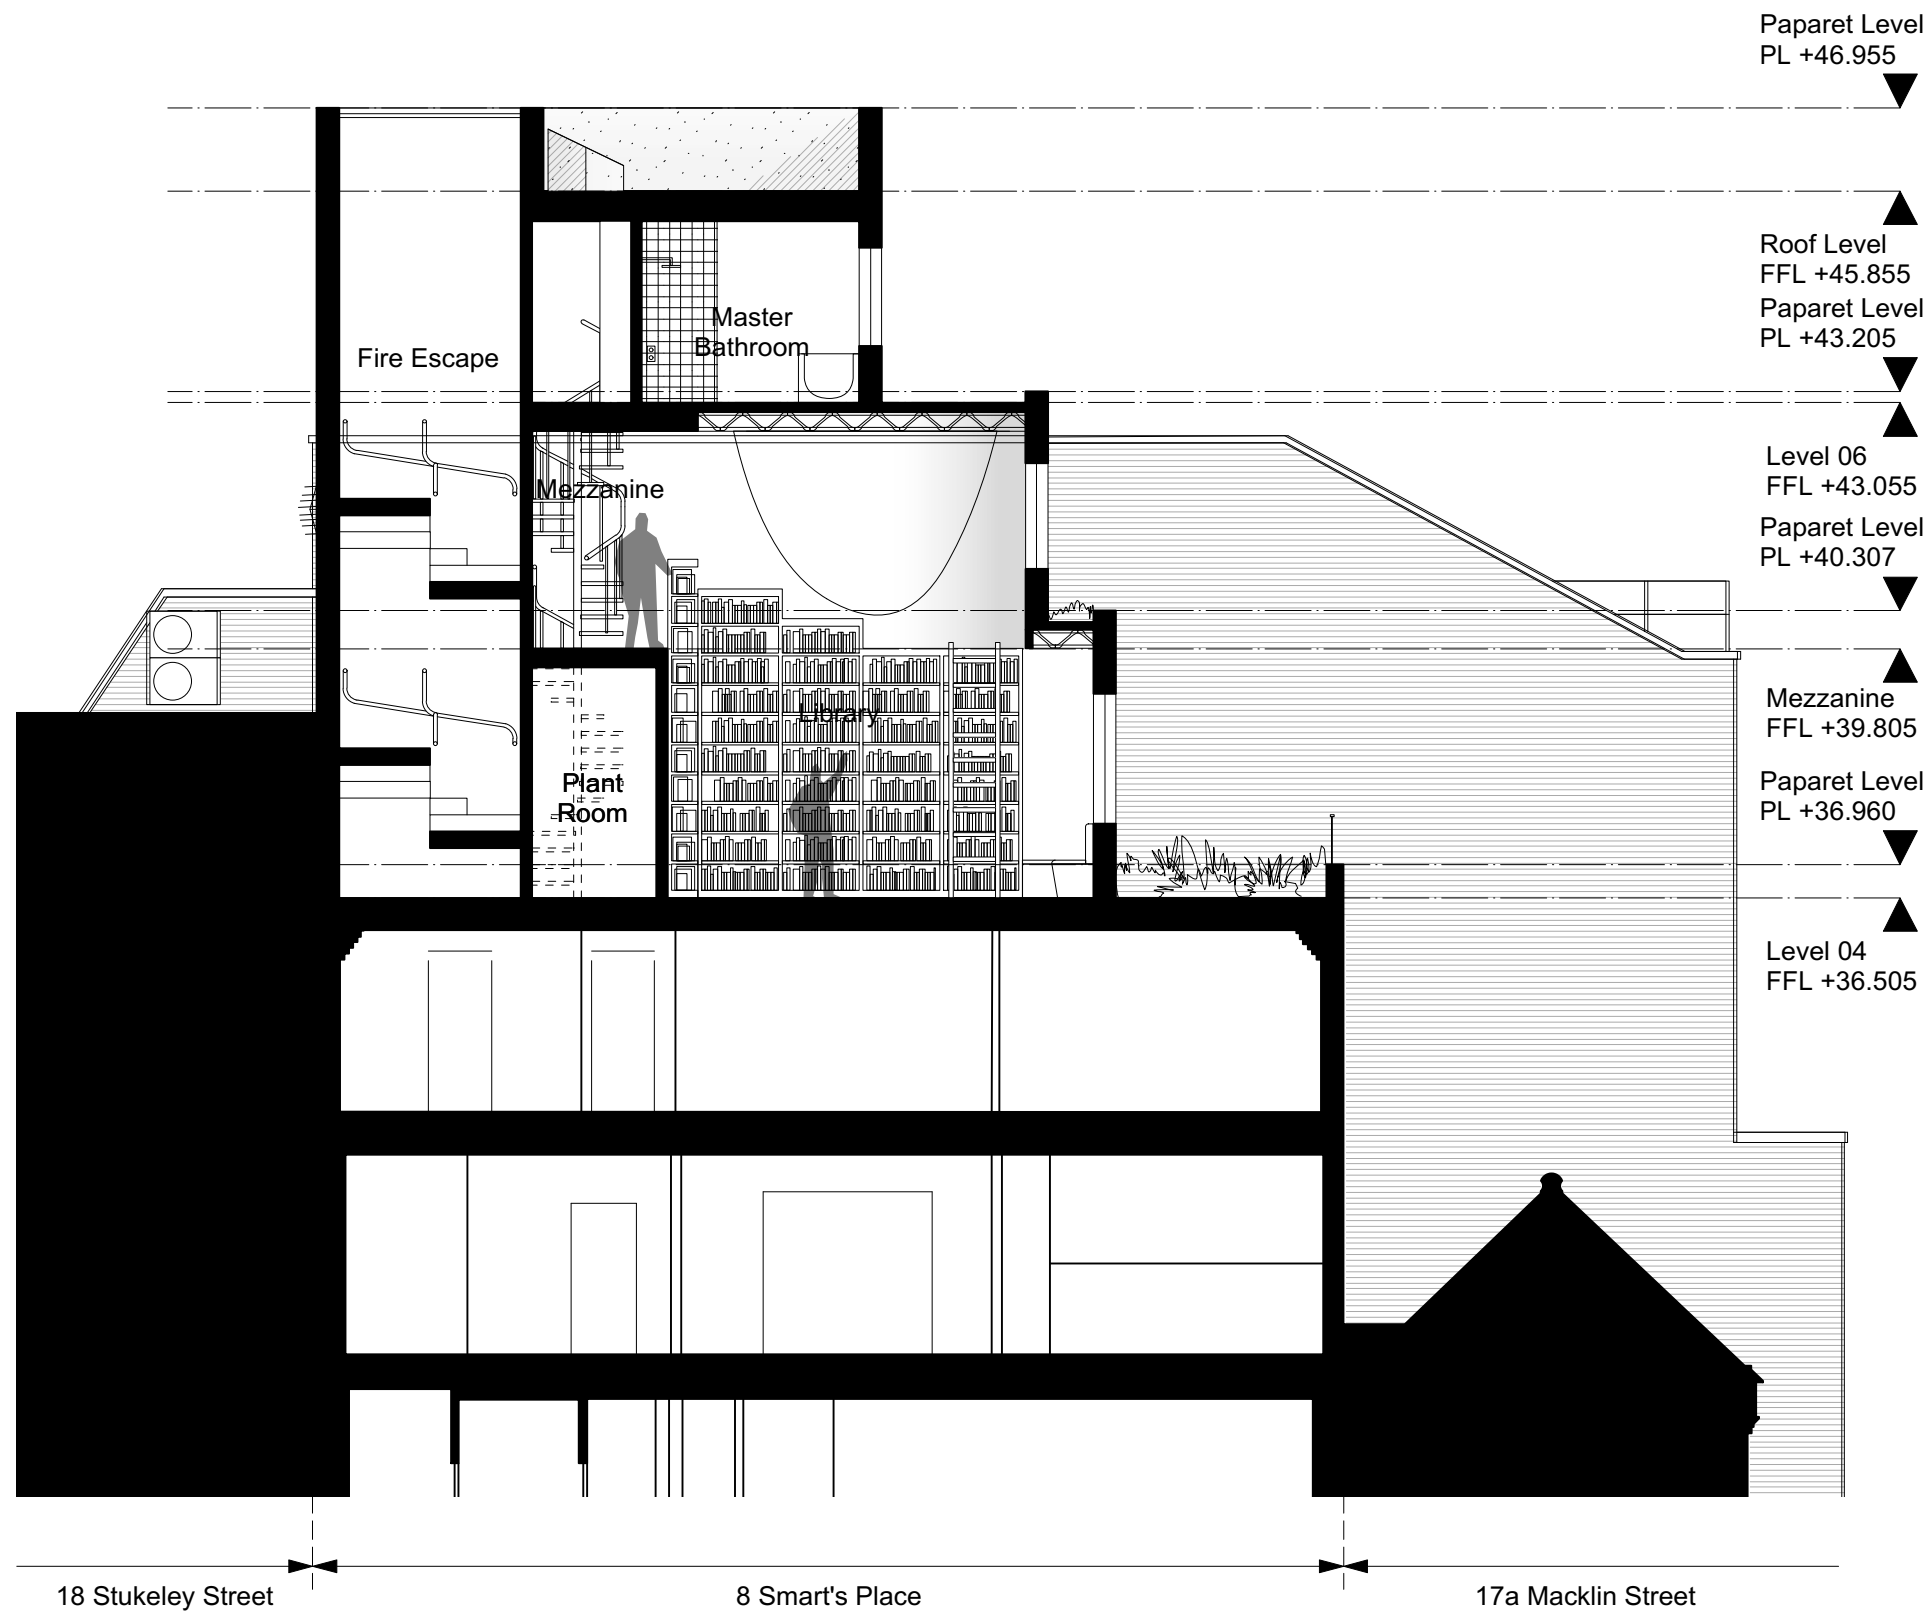 Paparet Level
PL +46.955
Roof Level
FFL +45.855
Paparet Level
PL +43.205
Master
Bathroom
Fire Escape
Level 06
FFL +43.055
Mezzanine
Paparet Level
PL +40.307
Mezzanine
FFL +39.805
Library
Plant
Room
Paparet Level
PL +36.960
Level 04
FFL +36.505
18 Stukeley Street
8 Smart's Place
17a Macklin Street